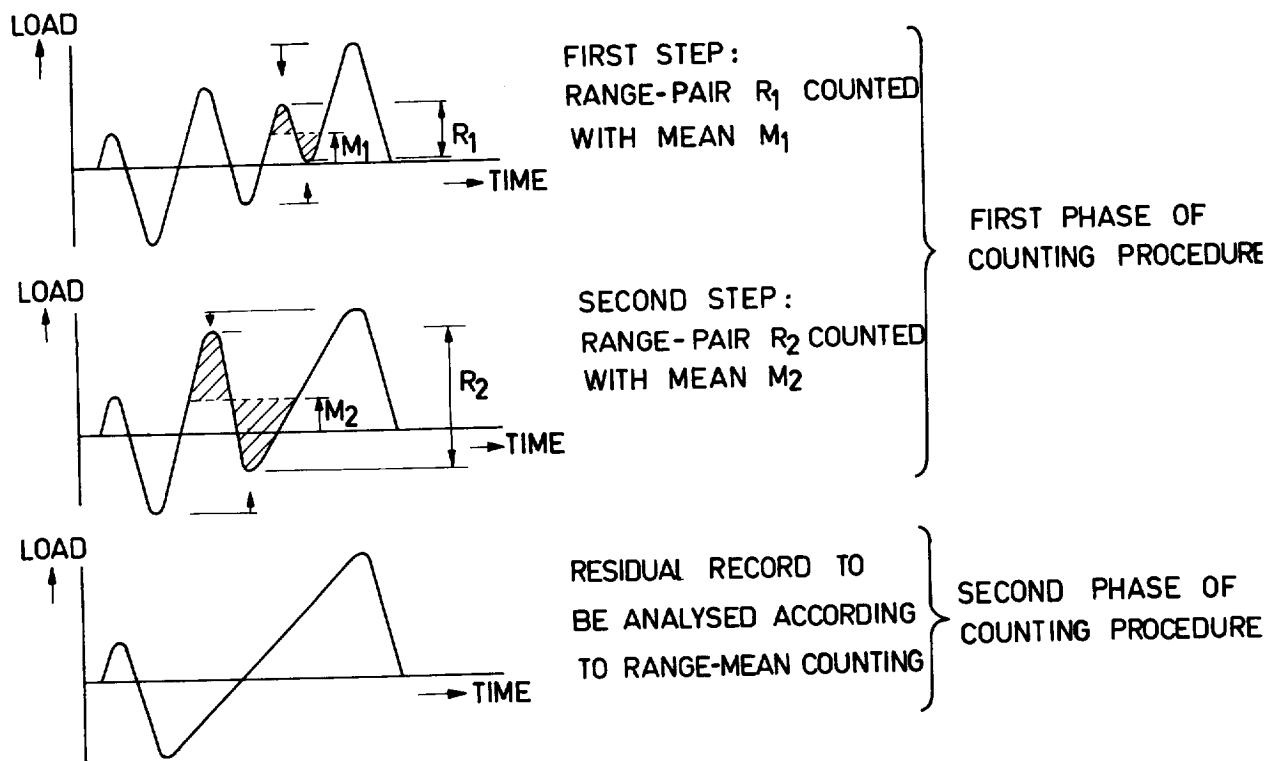 LOAD
FIRST STEP:
RANGE-PAIR R1 COUNTED
WITH MEAN M1
M1
R1
TIME
FIRST PHASE OF
COUNTING PROCEDURE
LOAD
SECOND STEP:
RANGE-PAIR R2 COUNTED
WITH MEAN M2
M2
R2
TIME
LOAD
RESIDUAL RECORD TO
BE ANALYSED ACCORDING
TO RANGE-MEAN COUNTING
SECOND PHASE OF
COUNTING PROCEDURE
TIME